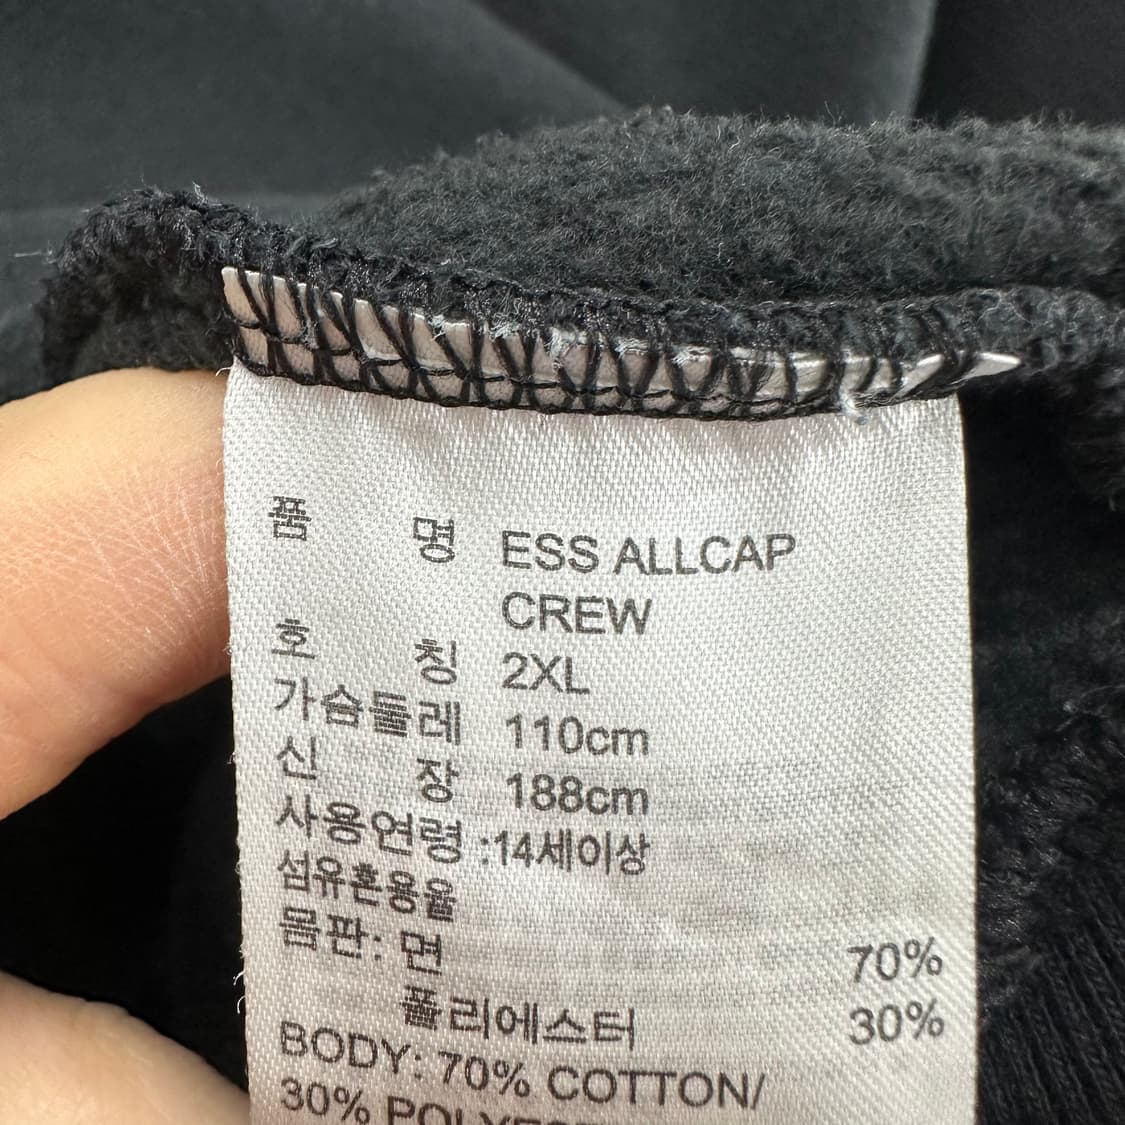 품 명 ESS ALLCAP
CREW
호 칭 2XL
가슴둘레 110cm
신 장 188cm
사용연령 :14세이상
섬유혼용율
몸판: 면 70%
폴리에스터 30%
BODY: 70% COTTON/
30%